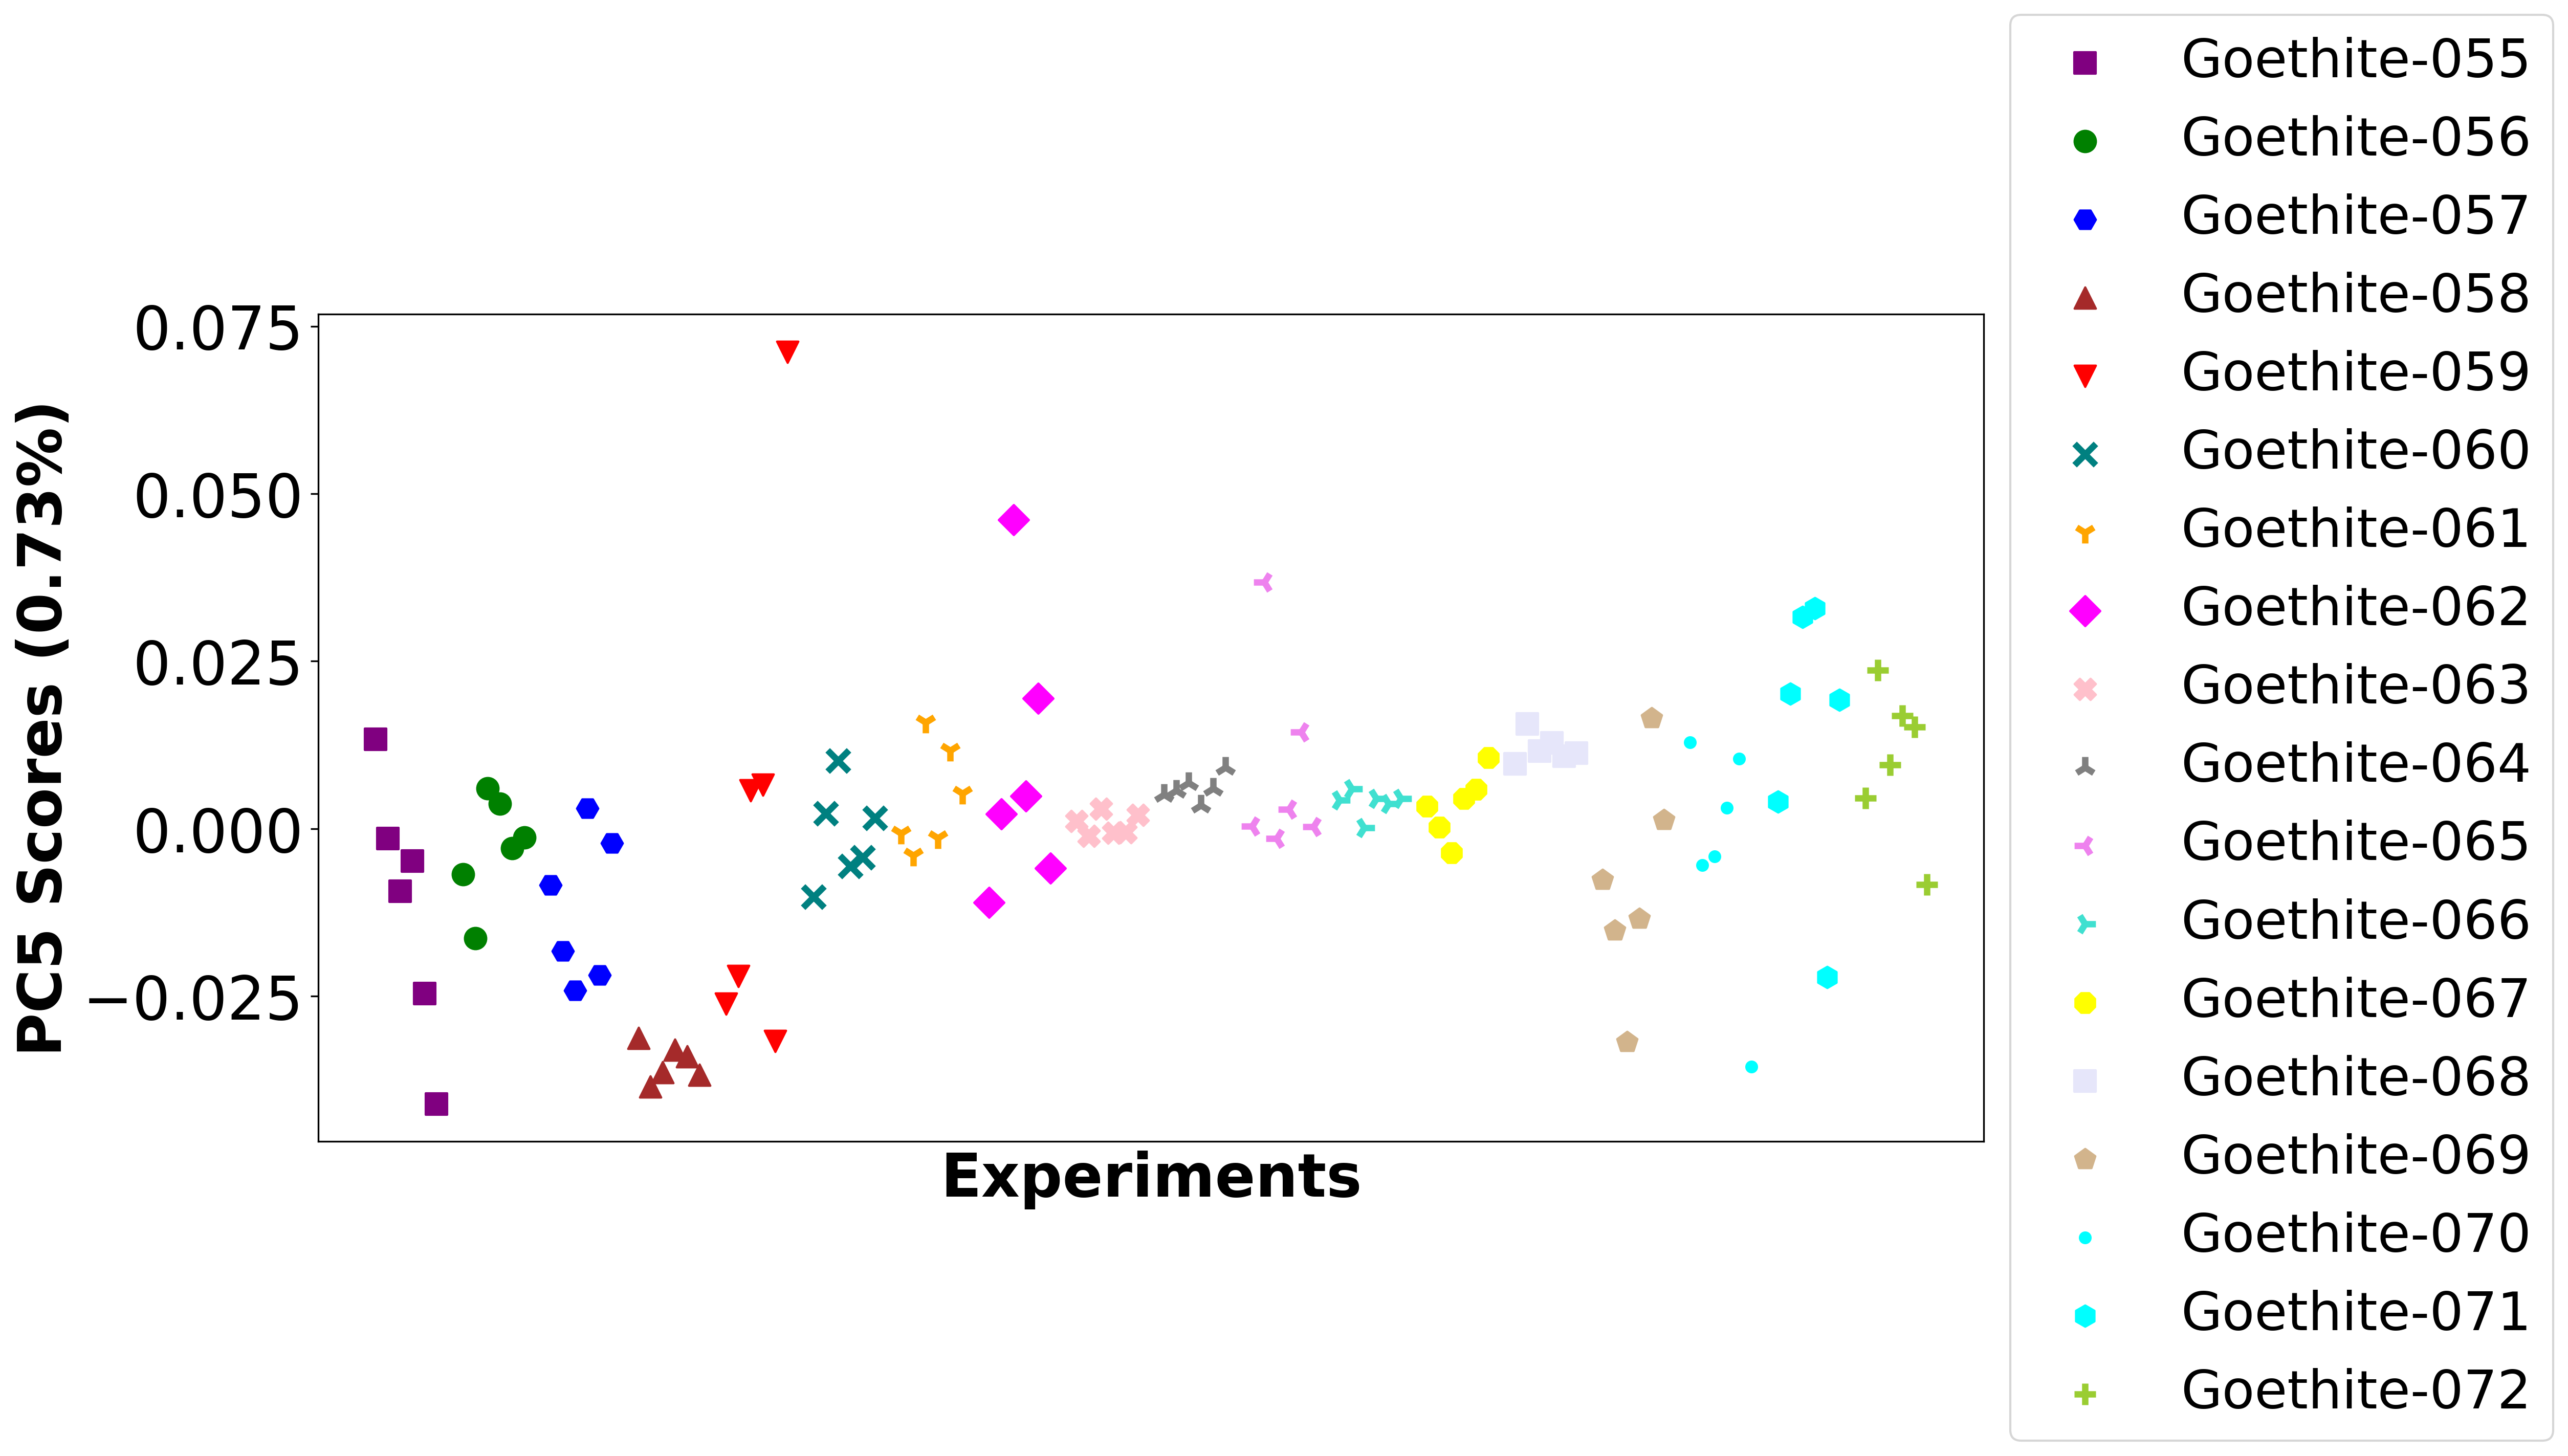 PC5 Scores (0.73%)
0.075
0.050
0.025
0.000
−0.025
Experiments
Goethite-055
Goethite-056
Goethite-057
Goethite-058
Goethite-059
Goethite-060
Goethite-061
Goethite-062
Goethite-063
Goethite-064
Goethite-065
Goethite-066
Goethite-067
Goethite-068
Goethite-069
Goethite-070
Goethite-071
Goethite-072